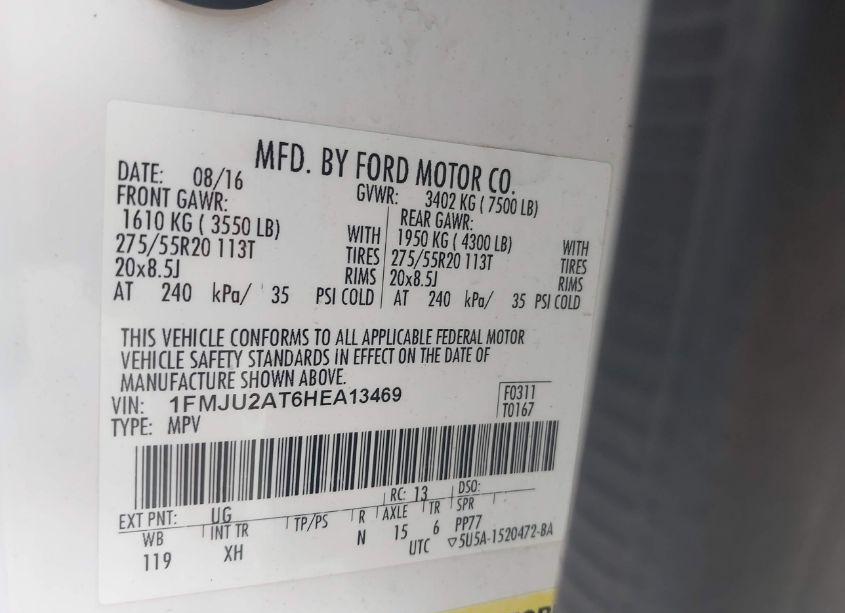 MFD. BY FORD MOTOR CO.
DATE: 08/16 GVWR: 3402 KG ( 7500 LB)
FRONT GAWR: REAR GAWR:
1610 KG ( 3550 LB) WITH 1950 KG ( 4300 LB) WITH
275/55R20 113T TIRES 275/55R20 113T TIRES
20x8.5J RIMS 20x8.5J RIMS
AT 240 kPa/ 35 PSI COLD AT 240 kPa/ 35 PSI COLD
THIS VEHICLE CONFORMS TO ALL APPLICABLE FEDERAL MOTOR
VEHICLE SAFETY STANDARDS IN EFFECT ON THE DATE OF
MANUFACTURE SHOWN ABOVE.
VIN: 1FMJU2AT6HEA13469 F0311
TYPE: MPV T0167
EXT PNT: UG RC: 13 DSO:
WB INT TR TP/PS R AXLE TR SPR
119 XH N 15 6 PP77
UTC ▽5U5A-1520472-BA